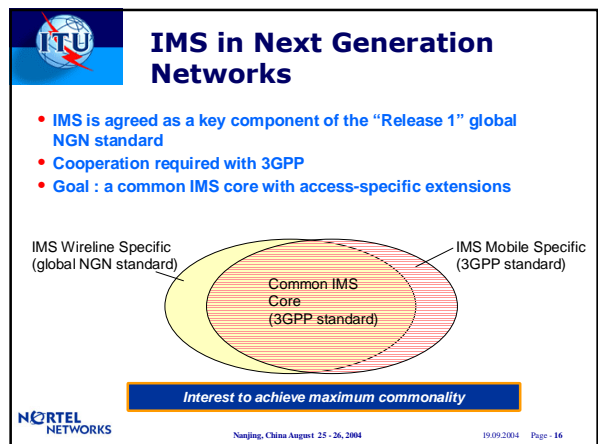 ITU
IMS in Next Generation
Networks
• IMS is agreed as a key component of the “Release 1” global
NGN standard
• Cooperation required with 3GPP
• Goal : a common IMS core with access-specific extensions
IMS Wireline Specific
(global NGN standard)
IMS Mobile Specific
(3GPP standard)
Common IMS
Core
(3GPP standard)
Interest to achieve maximum commonality
NORTEL
NETWORKS
Nanjing, China August 25 - 26, 2004
19.09.2004 Page - 16